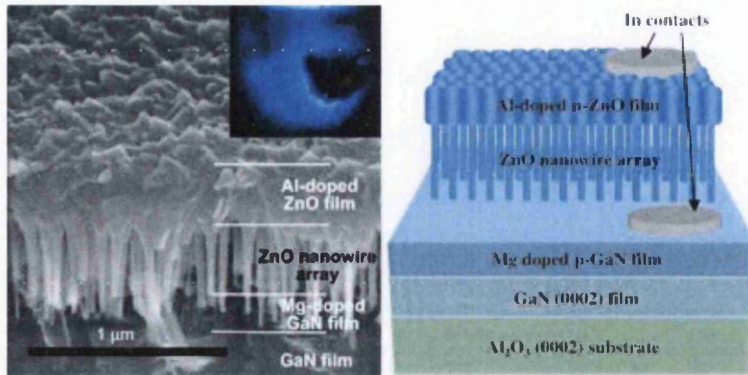 Al-doped
ZnO film
ZnO nanowire
array
Mg-doped
GaN film
1 μm
GaN film
In contacts
Al-doped n-ZnO film
ZnO nanowire array
Mg doped p-GaN film
GaN (0002) film
Al₂O₃ (0002) substrate